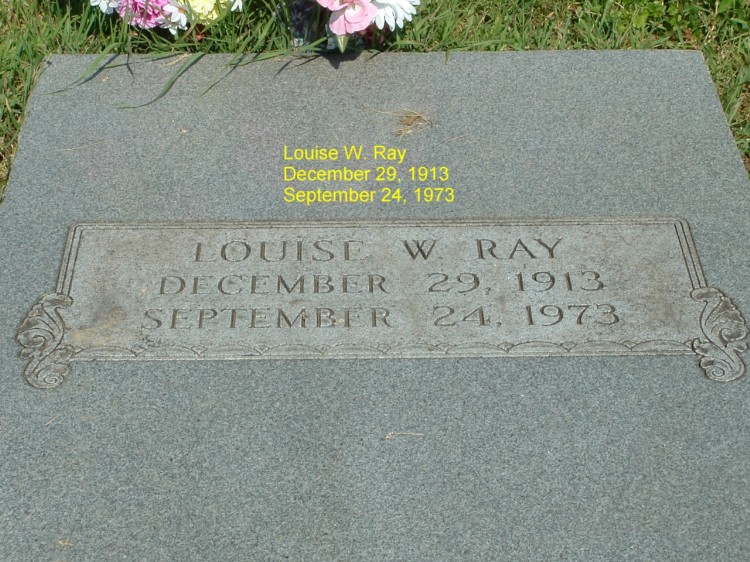 Louise W. Ray
December 29, 1913
September 24, 1973
LOUISE W. RAY
DECEMBER 29, 1913
SEPTEMBER 24, 1973